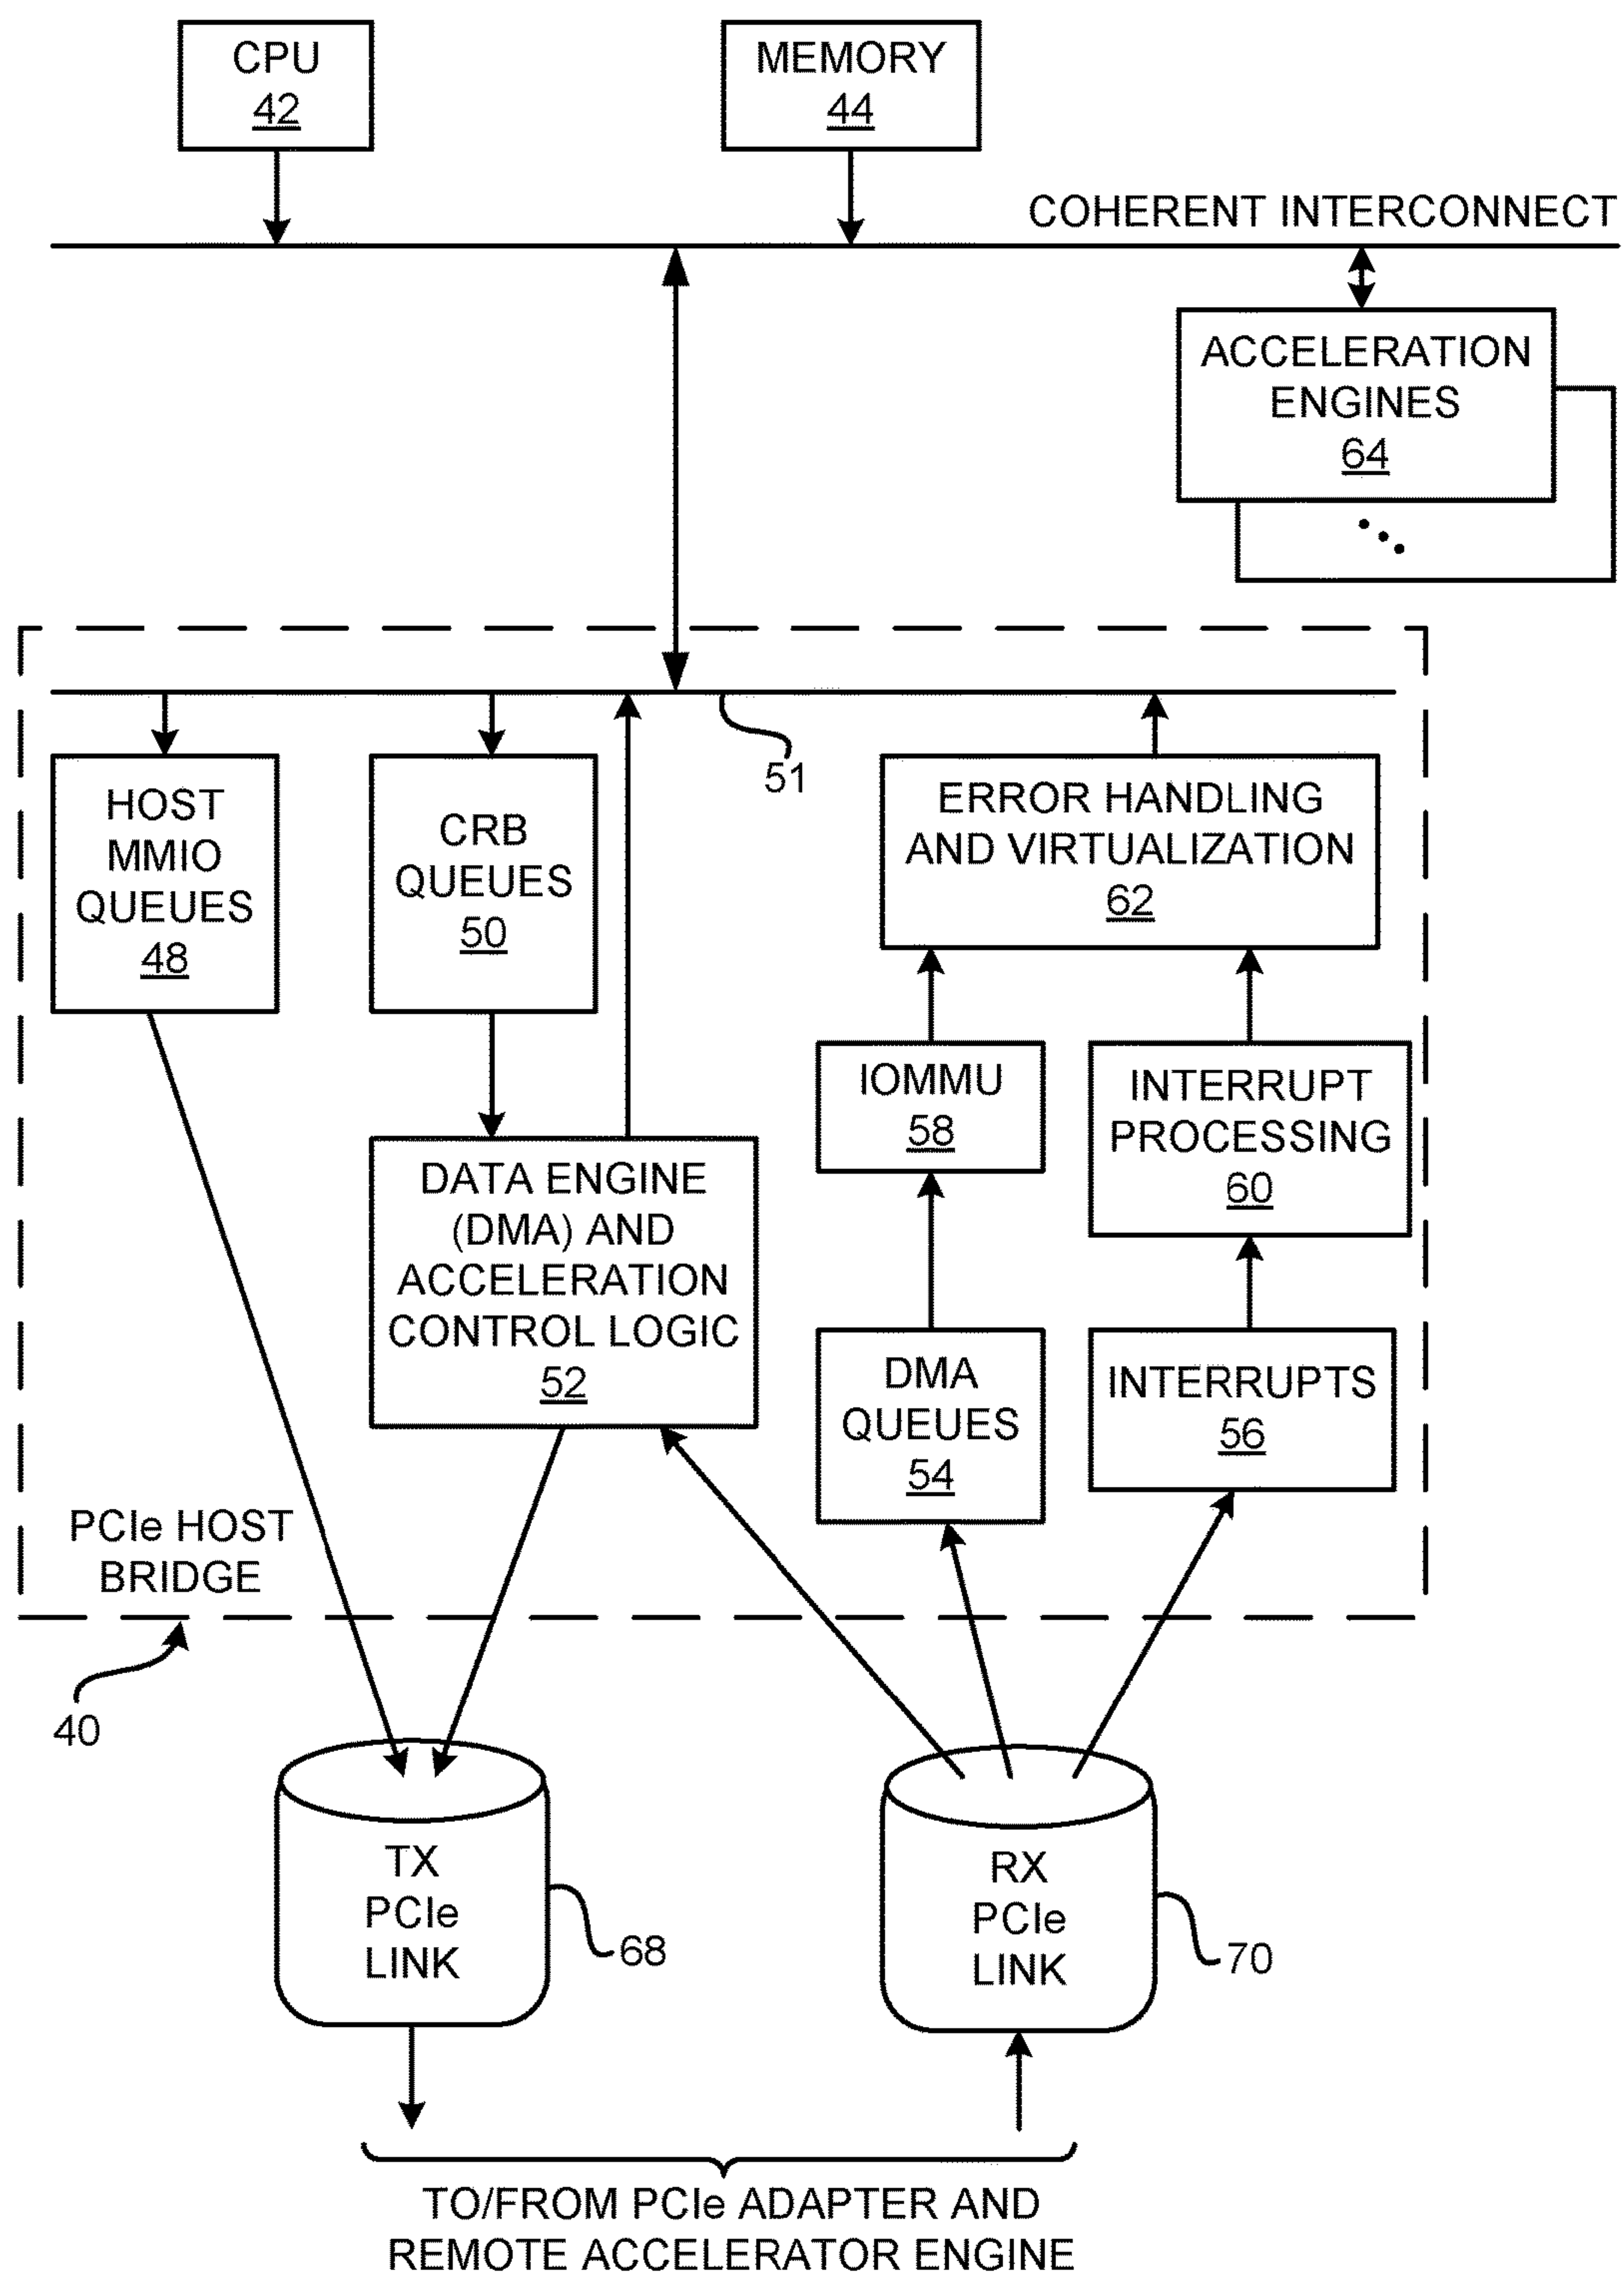 CPU
42
MEMORY
44
COHERENT INTERCONNECT
ACCELERATION
ENGINES
64
51
HOST
MMIO
QUEUES
48
CRB
QUEUES
50
ERROR HANDLING
AND VIRTUALIZATION
62
IOMMU
58
INTERRUPT
PROCESSING
60
DATA ENGINE
(DMA) AND
ACCELERATION
CONTROL LOGIC
52
DMA
QUEUES
54
INTERRUPTS
56
PCIe HOST
BRIDGE
40
TX
PCIe
LINK
68
RX
PCIe
LINK
70
TO/FROM PCIe ADAPTER AND
REMOTE ACCELERATOR ENGINE